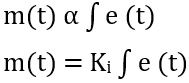 m(t) α ∫ e (t)
m(t) = Kᵢ ∫ e (t)